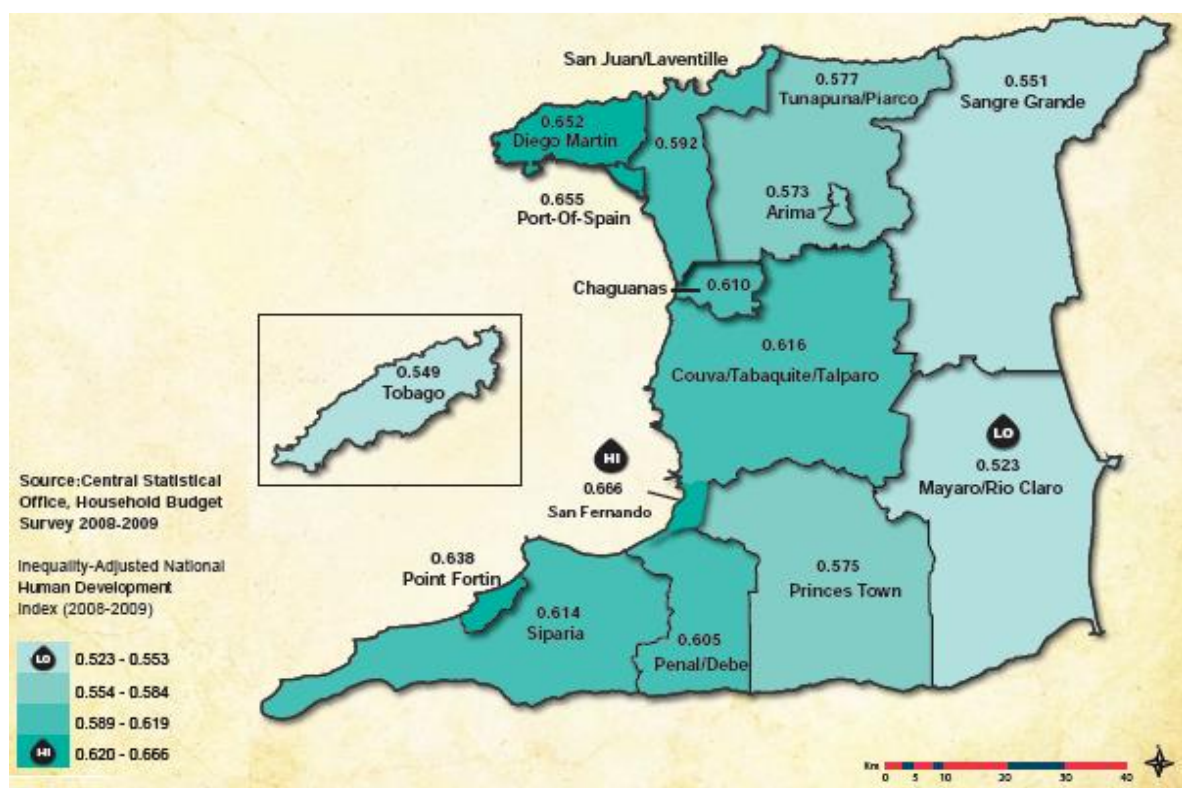 San Juan/Laventille
0.577
Tunapuna/Piarco
0.551
Sangre Grande
0.652
Diego Martin
0.592
0.655
Port-Of-Spain
0.573
Arima
Chaguanas
0.610
0.616
Couva/Tabaquite/Talparo
0.549
Tobago
HI
0.666
San Fernando
LO
0.523
Mayaro/Rio Claro
0.638
Point Fortin
0.614
Siparia
0.605
Penal/Debe
0.575
Princes Town
Source:Central Statistical
Office, Household Budget
Survey 2008-2009
Inequality-Adjusted National
Human Development
Index (2008-2009)
LO 0.523 - 0.553
0.554 - 0.584
0.589 - 0.619
HI 0.620 - 0.666
Km
0 5 10 20 30 40